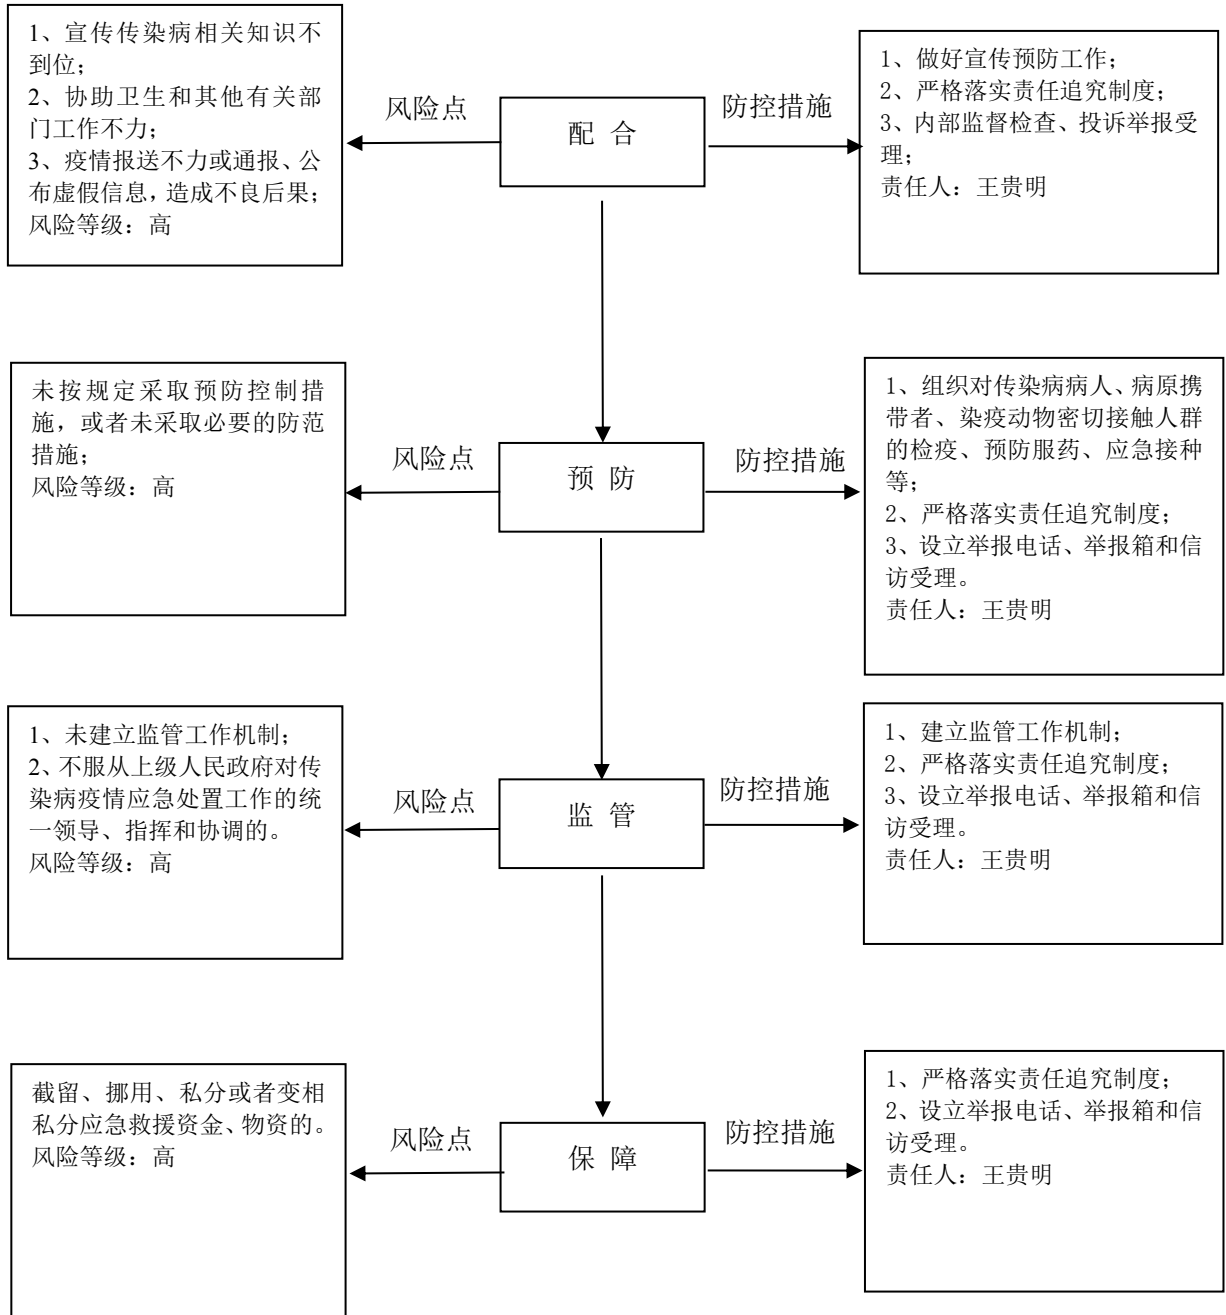 1、宣传传染病相关知识不
到位；
2、协助卫生和其他有关部
门工作不力；
3、疫情报送不力或通报、公
布虚假信息，造成不良后果；
风险等级：高
风险点
配 合
防控措施
1、做好宣传预防工作；
2、严格落实责任追究制度；
3、内部监督检查、投诉举报受
理；
责任人：王贵明
未按规定采取预防控制措
施，或者未采取必要的防范
措施；
风险等级：高
风险点
预 防
防控措施
1、组织对传染病病人、病原携
带者、染疫动物密切接触人群
的检疫、预防服药、应急接种
等；
2、严格落实责任追究制度；
3、设立举报电话、举报箱和信
访受理。
责任人：王贵明
1、未建立监管工作机制；
2、不服从上级人民政府对传
染病疫情应急处置工作的统
一领导、指挥和协调的。
风险等级：高
风险点
监 管
防控措施
1、建立监管工作机制；
2、严格落实责任追究制度；
3、设立举报电话、举报箱和信
访受理。
责任人：王贵明
截留、挪用、私分或者变相
私分应急救援资金、物资的。
风险等级：高
风险点
保 障
防控措施
1、严格落实责任追究制度；
2、设立举报电话、举报箱和信
访受理。
责任人：王贵明